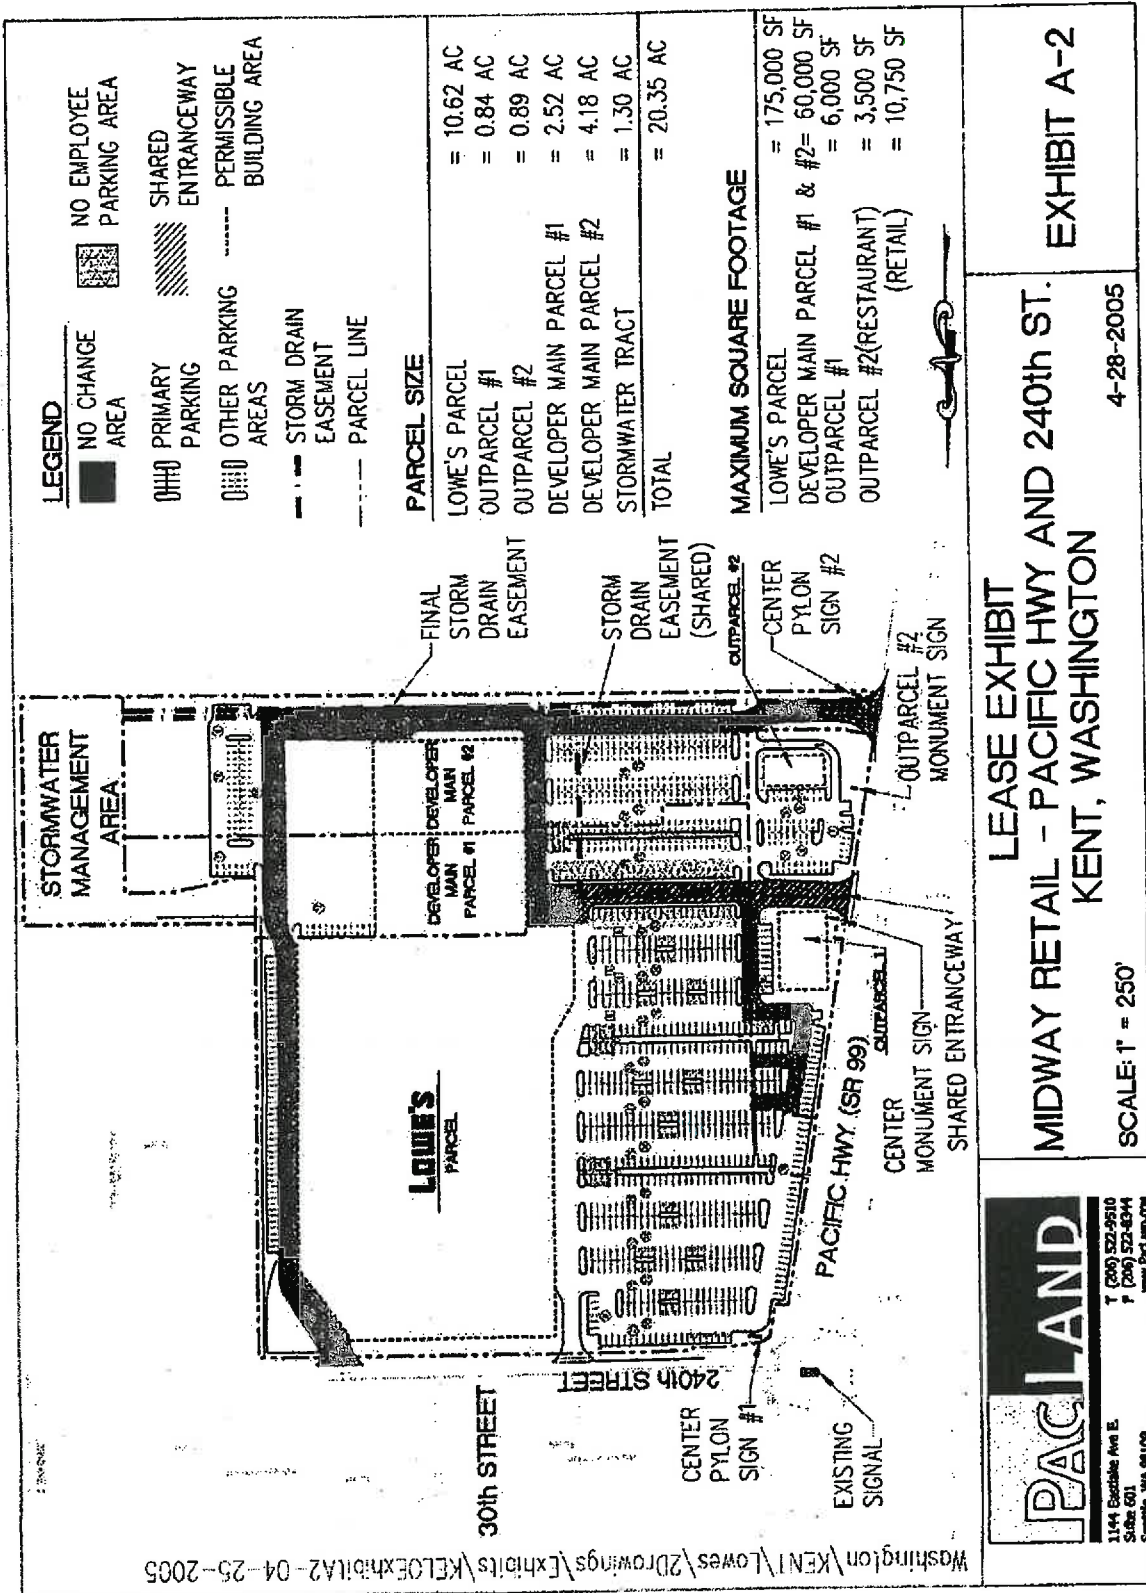 LEGEND
NO CHANGE
AREA
NO EMPLOYEE
PARKING AREA
PRIMARY
PARKING
SHARED
ENTRANCEWAY
OTHER PARKING
AREAS
PERMISSIBLE
BUILDING AREA
STORM DRAIN
EASEMENT
PARCEL LINE
PARCEL SIZE
LOWE'S PARCEL = 10.62 AC
OUTPARCEL #1 = 0.84 AC
OUTPARCEL #2 = 0.89 AC
DEVELOPER MAIN PARCEL #1 = 2.52 AC
DEVELOPER MAIN PARCEL #2 = 4.18 AC
STORMWATER TRACT = 1.30 AC
TOTAL = 20.35 AC
MAXIMUM SQUARE FOOTAGE
LOWE'S PARCEL = 175,000 SF
DEVELOPER MAIN PARCEL #1 & #2= 60,000 SF
OUTPARCEL #1 = 6,000 SF
OUTPARCEL #2(RESTAURANT) = 3,500 SF
(RETAIL) = 10,750 SF
STORMWATER
MANAGEMENT
AREA
FINAL
STORM
DRAIN
EASEMENT
STORM
DRAIN
EASEMENT
(SHARED)
OUTPARCEL #2
CENTER
PYLON
SIGN #2
OUTPARCEL #2
MONUMENT SIGN
DEVELOPER
MAIN
PARCEL #1
DEVELOPER
MAIN
PARCEL #2
LOWE'S
PARCEL
OUTPARCEL 1
PACIFIC HWY (SR 99)
CENTER
MONUMENT SIGN
SHARED ENTRANCEWAY
30th STREET
240th STREET
CENTER
PYLON
SIGN #1
EXISTING
SIGNAL
Washington\KENT\Lowes\2Drawings\Exhibits\KELOExhibitA2-04-25-2005
PAC LAND
1144 Eastlake Ave E.
Suite 601
Seattle, WA 98109
T (206) 522-9510
F (206) 522-8344
LEASE EXHIBIT
MIDWAY RETAIL - PACIFIC HWY AND 240th ST.
KENT, WASHINGTON
SCALE: 1" = 250'
4-28-2005
EXHIBIT A-2